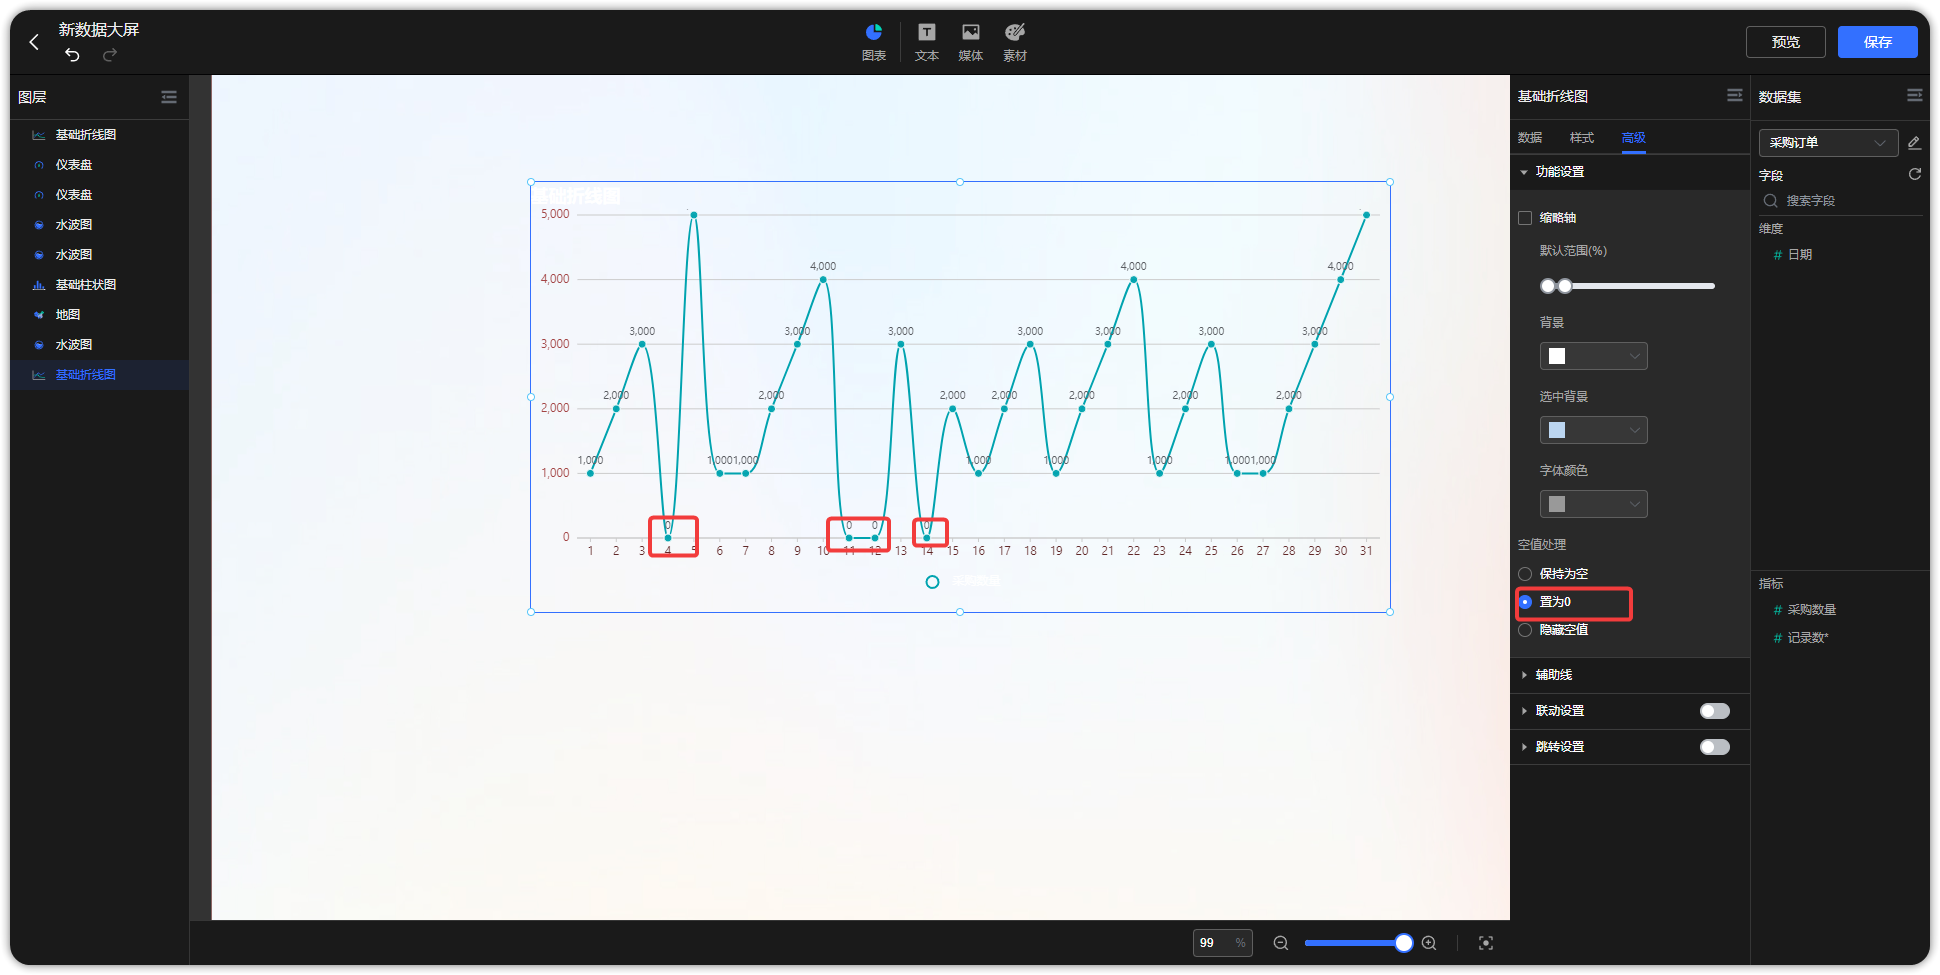 新数据大屏
图表
文本
媒体
素材
预览
保存
图层
基础折线图
仪表盘
仪表盘
水波图
水波图
基础柱状图
地图
水波图
基础折线图
基础折线图
5,000
4,000
3,000
2,000
1,000
0
1,000
2,000
3,000
0
1,000
1,000
2,000
3,000
4,000
0
0
3,000
0
2,000
1,000
2,000
3,000
1,000
2,000
3,000
4,000
1,000
2,000
3,000
1,000
1,000
2,000
3,000
4,000
1 2 3 4 5 6 7 8 9 10 11 12 13 14 15 16 17 18 19 20 21 22 23 24 25 26 27 28 29 30 31
采购数量
99 %
基础折线图
数据 样式 高级
功能设置
缩略轴
默认范围(%)
背景
选中背景
字体颜色
空值处理
保持为空
置为0
隐藏空值
辅助线
联动设置
跳转设置
数据集
采购订单
字段
搜索字段
维度
# 日期
指标
# 采购数量
# 记录数*